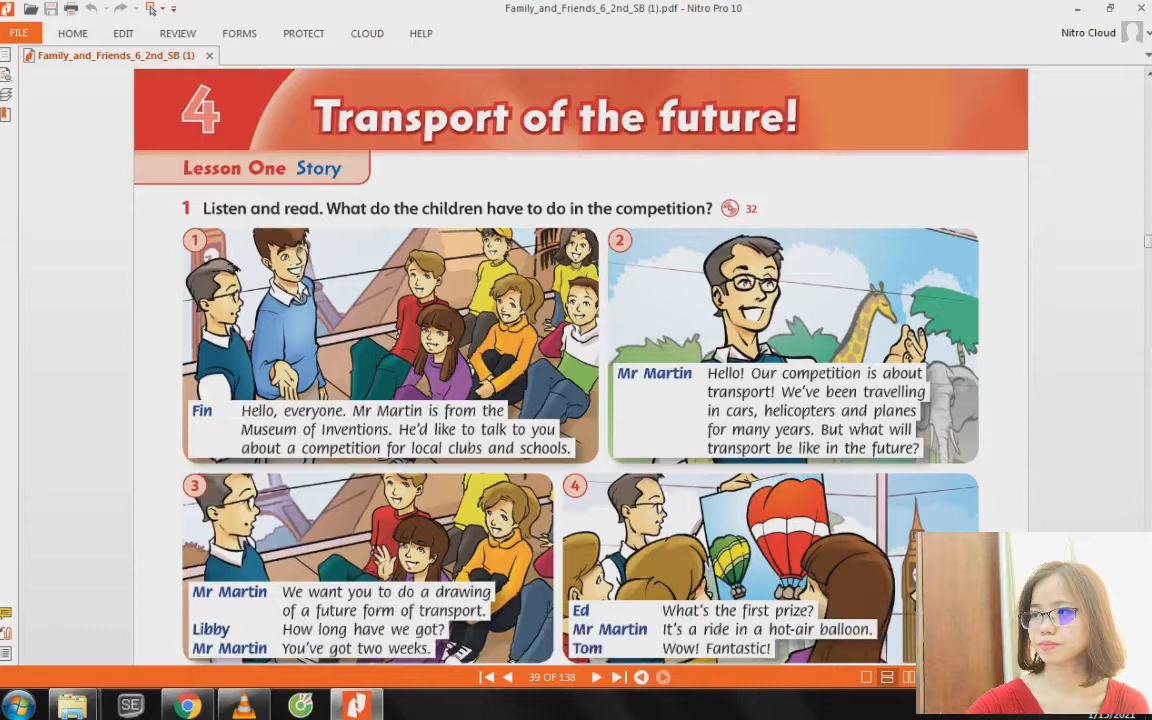 Family_and_Friends_6_2nd_SB (1).pdf - Nitro Pro 10
FILE HOME EDIT REVIEW FORMS PROTECT CLOUD HELP
Nitro Cloud
Family_and_Friends_6_2nd_SB (1)
4
Transport of the future!
Lesson One Story
1 Listen and read. What do the children have to do in the competition? 32
1
Fin Hello, everyone. Mr Martin is from the
Museum of Inventions. He'd like to talk to you
about a competition for local clubs and schools.
2
Mr Martin Hello! Our competition is about
transport! We've been travelling
in cars, helicopters and planes
for many years. But what will
transport be like in the future?
3
Mr Martin We want you to do a drawing
of a future form of transport.
Libby How long have we got?
Mr Martin You've got two weeks.
4
Ed What's the first prize?
Mr Martin It's a ride in a hot-air balloon.
Tom Wow! Fantastic!
39 OF 138
SE
1/15/2021